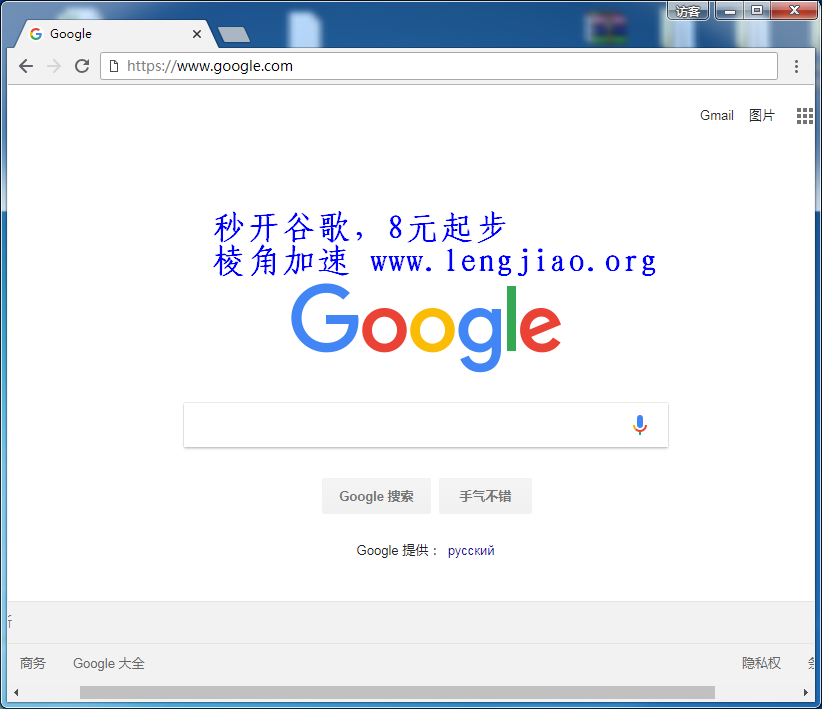 访客
Google
https://www.google.com
Gmail 图片
秒开谷歌，8元起步
棱角加速 www.lengjiao.org
Google
Google 搜索 手气不错
Google 提供： русский
商务 Google 大全 隐私权